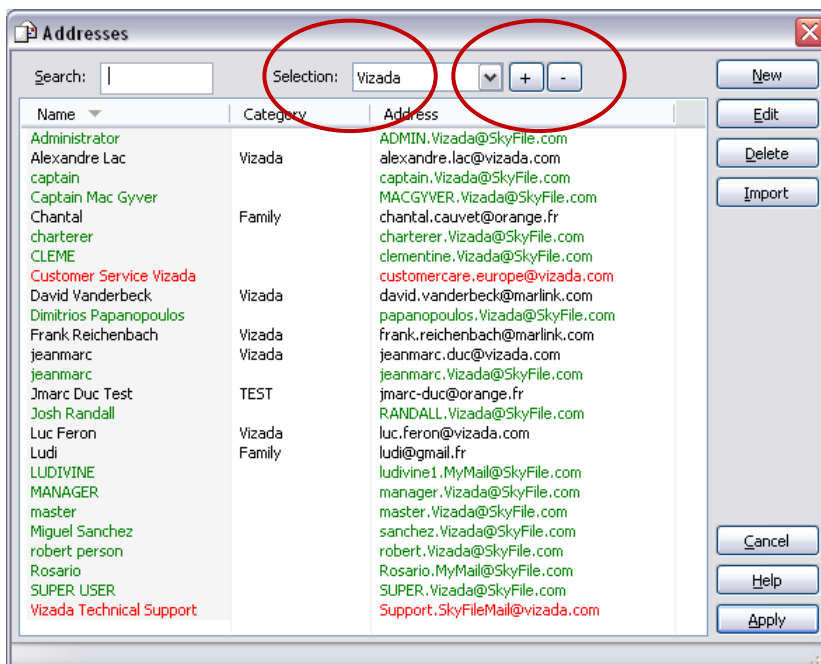 Addresses
Search: Selection: Vizada + - New
Name Category Address Edit
Administrator ADMIN.Vizada@SkyFile.com
Alexandre Lac Vizada alexandre.lac@vizada.com Delete
captain captain.Vizada@SkyFile.com
Captain Mac Gyver MACGYVER.Vizada@SkyFile.com Import
Chantal Family chantal.cauvet@orange.fr
charterer charterer.Vizada@SkyFile.com
CLEME clementine.Vizada@SkyFile.com
Customer Service Vizada customercare.europe@vizada.com
David Vanderbeck Vizada david.vanderbeck@marlink.com
Dimitrios Papanopoulos papanopoulos.Vizada@SkyFile.com
Frank Reichenbach Vizada frank.reichenbach@marlink.com
jeanmarc Vizada jeanmarc.duc@vizada.com
jeanmarc jeanmarc.Vizada@SkyFile.com
Jmarc Duc Test TEST jmarc-duc@orange.fr
Josh Randall RANDALL.Vizada@SkyFile.com
Luc Feron Vizada luc.feron@vizada.com
Ludi Family ludi@gmail.fr
LUDIVINE ludivine1.MyMail@SkyFile.com
MANAGER manager.Vizada@SkyFile.com
master master.Vizada@SkyFile.com
Miguel Sanchez sanchez.Vizada@SkyFile.com Cancel
robert person robert.Vizada@SkyFile.com
Rosario Rosario.MyMail@SkyFile.com Help
SUPER USER SUPER.Vizada@SkyFile.com
Vizada Technical Support Support.SkyFileMail@vizada.com Apply